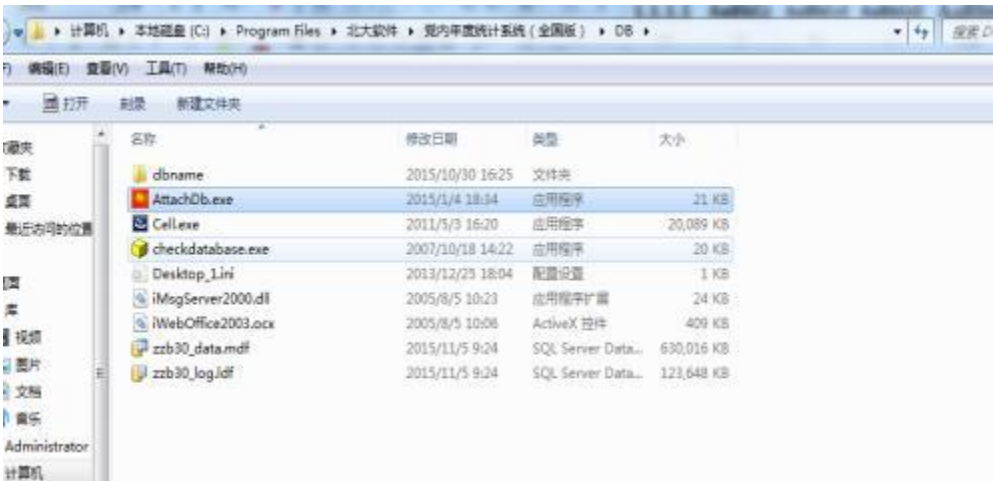 计算机 ▸ 本地磁盘 (C:) ▸ Program Files ▸ 北大软件 ▸ 党内年度统计系统(全国版) ▸ DB ▸ 搜索 D
编辑(E) 查看(V) 工具(T) 帮助(H)
打开 刻录 新建文件夹
名称 修改日期 类型 大小
藏夹
下载
桌面
最近访问的位置
面
库
视频
图片
文档
音乐
Administrator
计算机
dbname 2015/10/30 16:25 文件夹
AttachDb.exe 2015/1/4 18:34 应用程序 21 KB
Cell.exe 2011/5/3 16:20 应用程序 20,089 KB
checkdatabase.exe 2007/10/18 14:22 应用程序 20 KB
Desktop_1.ini 2013/12/25 18:04 配置设置 1 KB
iMsgServer2000.dll 2005/8/5 10:23 应用程序扩展 24 KB
iWebOffice2003.ocx 2005/8/5 10:06 ActiveX 控件 409 KB
zzb30_data.mdf 2015/11/5 9:24 SQL Server Data... 630,016 KB
zzb30_log.ldf 2015/11/5 9:24 SQL Server Data... 123,648 KB